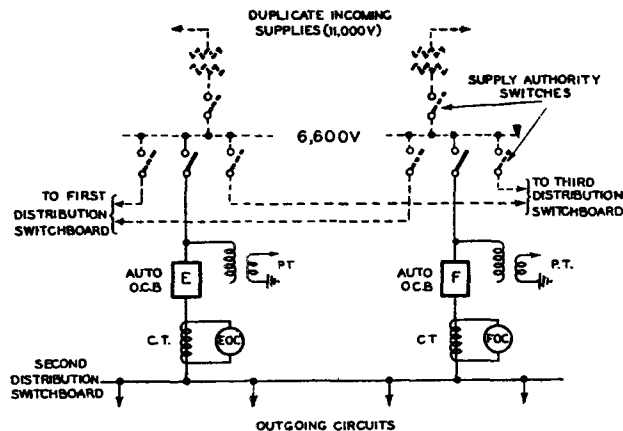 DUPLICATE INCOMING
SUPPLIES (11,000V)
SUPPLY AUTHORITY
SWITCHES
6,600V
TO FIRST
DISTRIBUTION
SWITCHBOARD
TO THIRD
DISTRIBUTION
SWITCHBOARD
AUTO
O.C.B
E
P.T
AUTO
O.C.B
F
P.T.
C.T.
EOC
C.T
FOC
SECOND
DISTRIBUTION
SWITCHBOARD
OUTGOING CIRCUITS